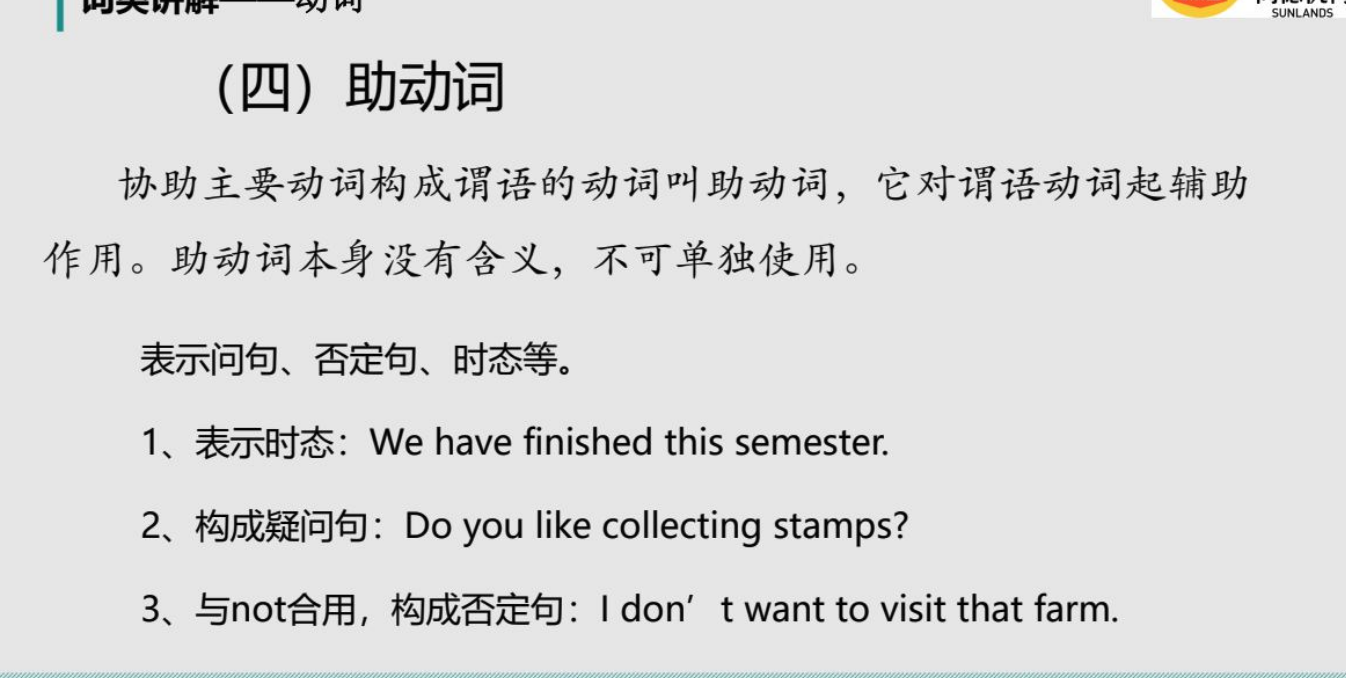 词类讲解——动词
SUNLANDS
（四）助动词
协助主要动词构成谓语的动词叫助动词，它对谓语动词起辅助
作用。助动词本身没有含义，不可单独使用。
表示问句、否定句、时态等。
1、表示时态：We have finished this semester.
2、构成疑问句：Do you like collecting stamps?
3、与not合用，构成否定句：I don’t want to visit that farm.